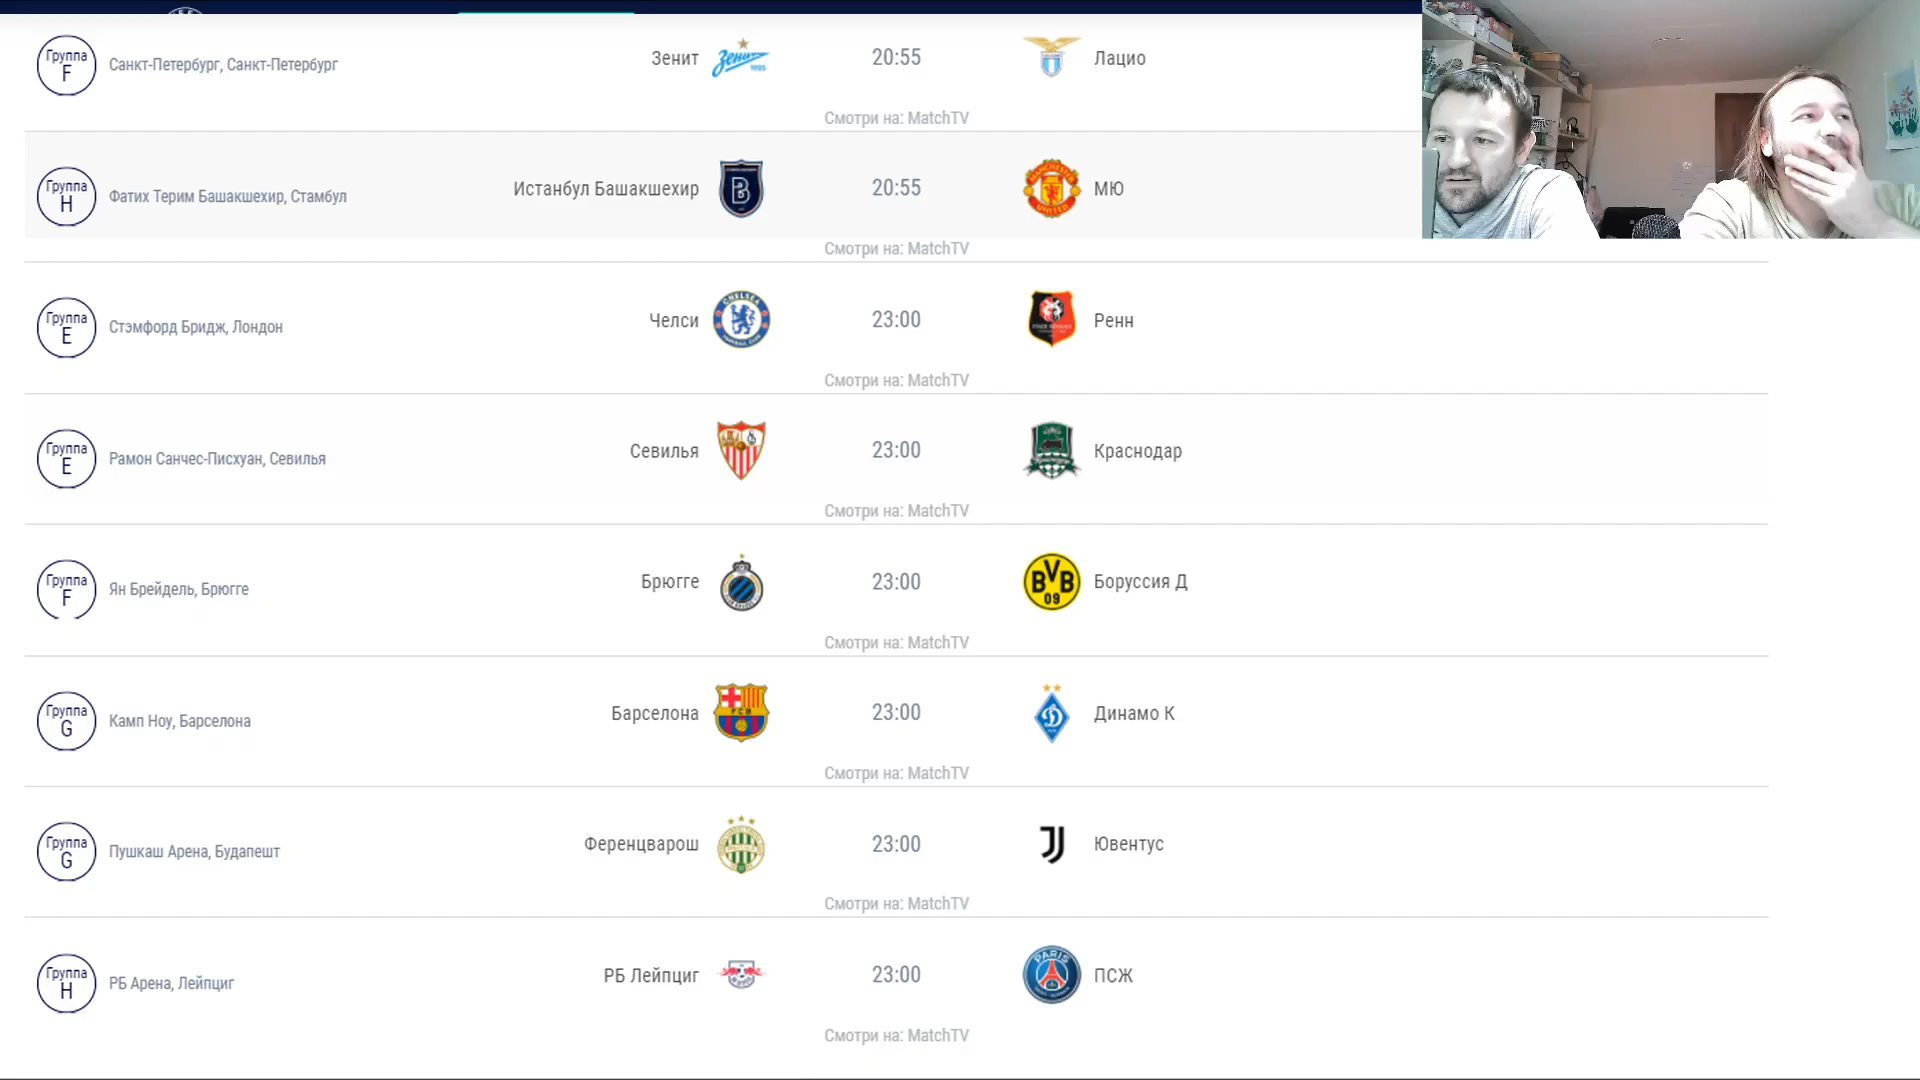 Группа
F
Санкт-Петербург, Санкт-Петербург
Зенит
20:55
Лацио
Смотри на: MatchTV
Группа
H
Фатих Терим Башакшехир, Стамбул
Истанбул Башакшехир
20:55
МЮ
Смотри на: MatchTV
Группа
E
Стэмфорд Бридж, Лондон
Челси
23:00
Ренн
Смотри на: MatchTV
Группа
E
Рамон Санчес-Писхуан, Севилья
Севилья
23:00
Краснодар
Смотри на: MatchTV
Группа
F
Ян Брейдель, Брюгге
Брюгге
23:00
BVB
09
Боруссия Д
Смотри на: MatchTV
Группа
G
Камп Ноу, Барселона
Барселона
FCB
23:00
Динамо К
Смотри на: MatchTV
Группа
G
Пушкаш Арена, Будапешт
Ференцварош
23:00
Ювентус
Смотри на: MatchTV
Группа
H
РБ Арена, Лейпциг
РБ Лейпциг
23:00
PARIS
ПСЖ
Смотри на: MatchTV